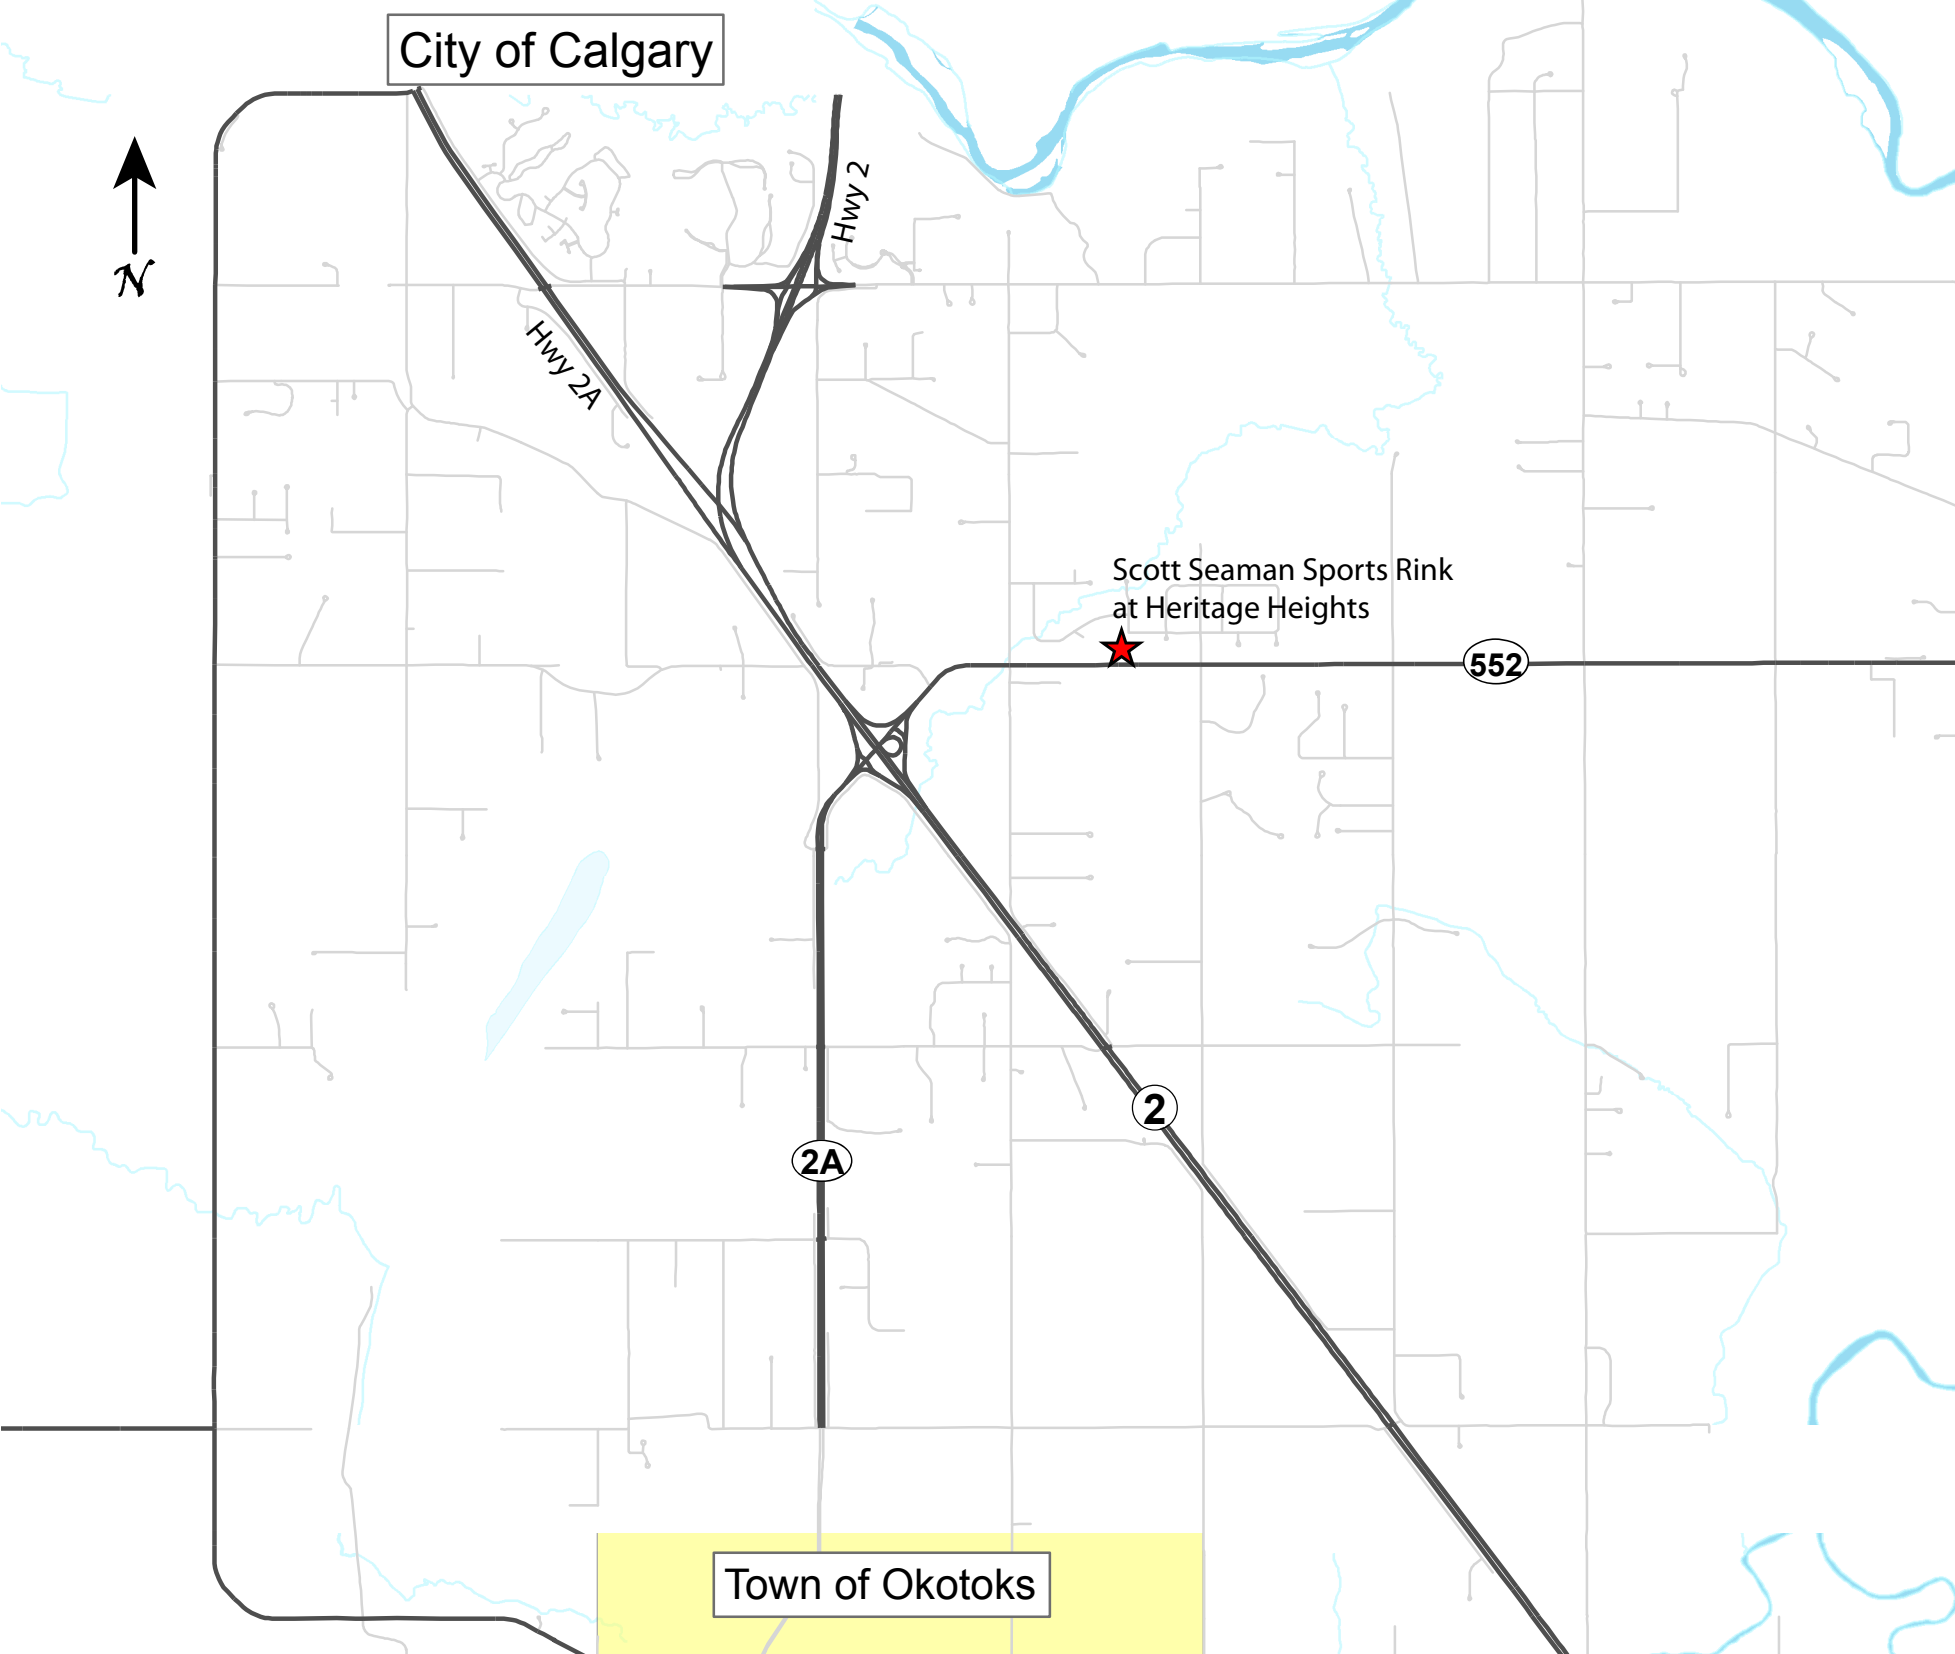 City of Calgary
Hwy 2
N
Hwy 2A
Scott Seaman Sports Rink
at Heritage Heights
552
2
2A
Town of Okotoks